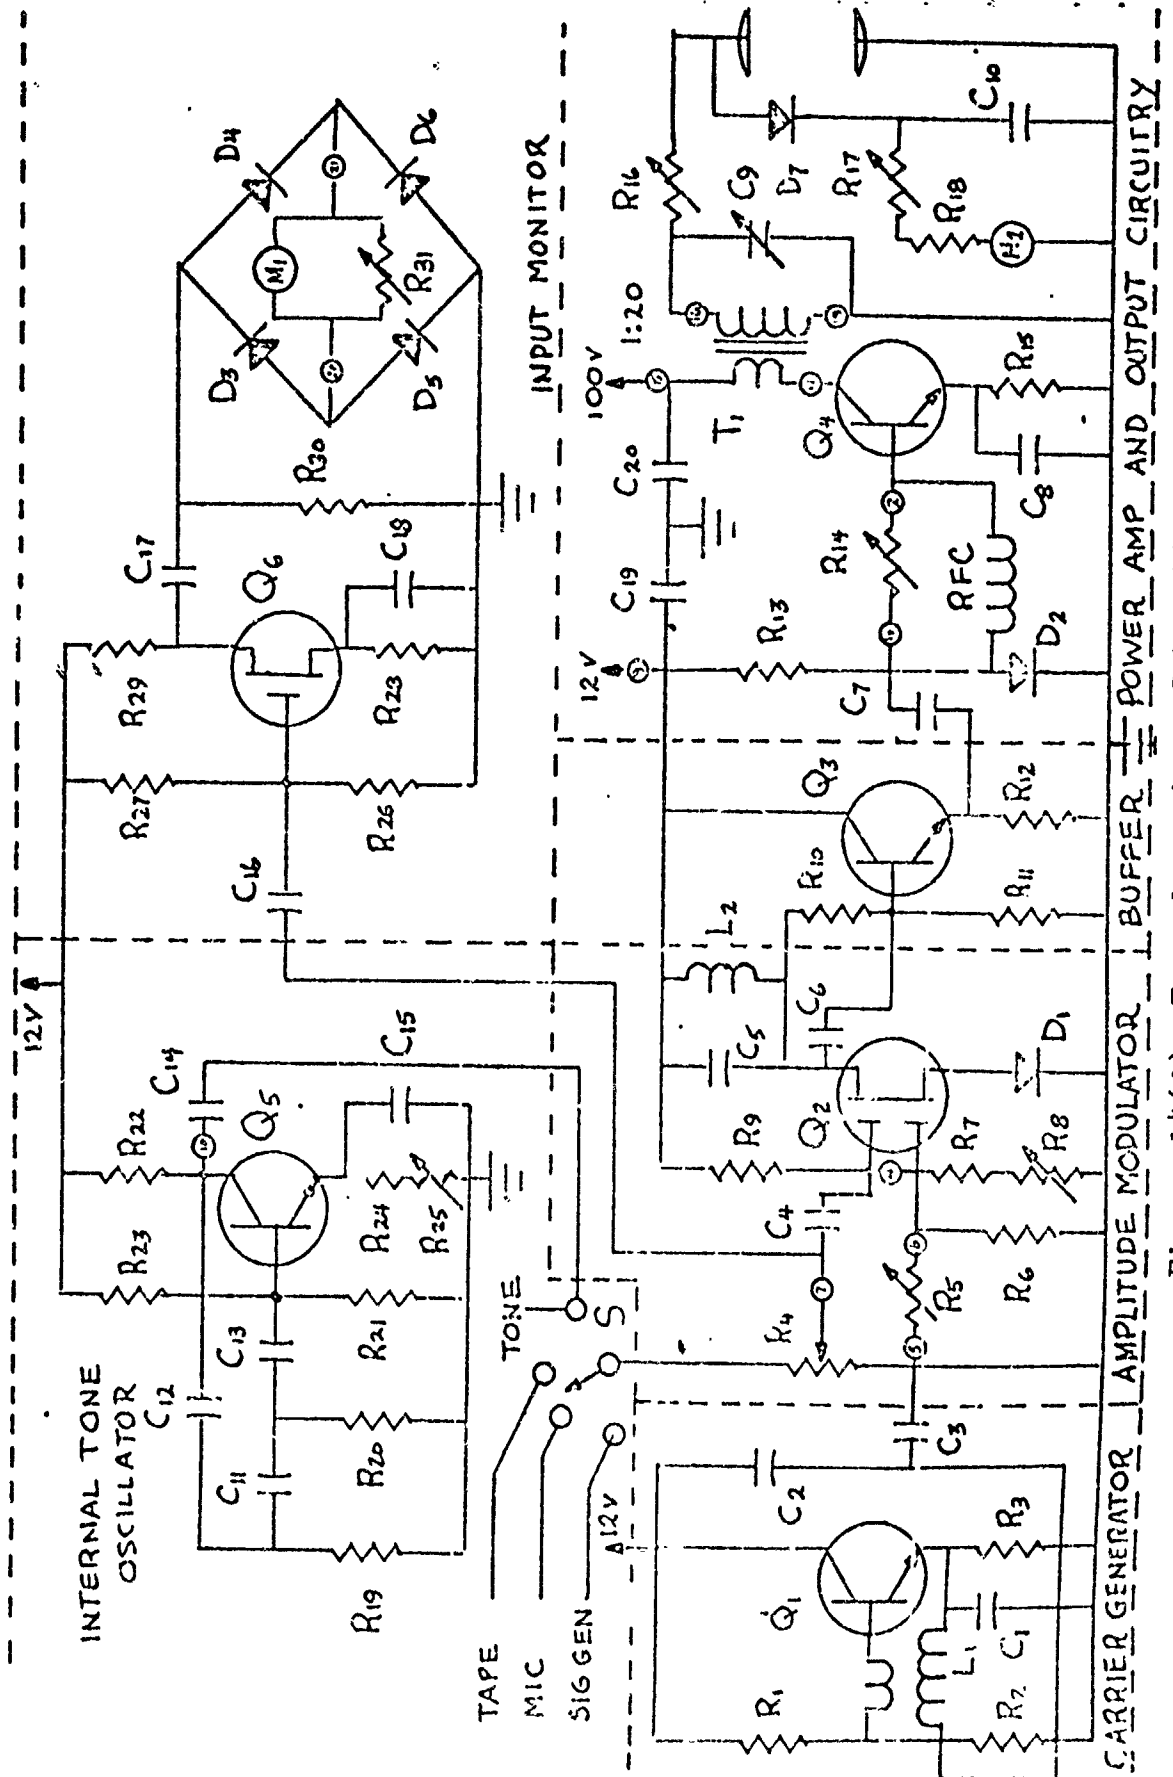 12V
R22
C14
R23
Q5
C15
R24
R25
R21
C13
C12
C11
R20
R19
INTERNAL TONE
OSCILLATOR
TONE
S
TAPE
MIC
SIG GEN
R29
C17
R27
Q6
C18
R23
R26
C16
R30
D3
D4
D5
D6
M1
R31
INPUT MONITOR
12V
R1
Q1
C2
C3
L1
C1
R2
R3
CARRIER GENERATOR
R4
R5
R6
C4
R9
Q2
R7
R8
C5
C6
L2
D1
AMPLITUDE MODULATOR
R10
Q3
R11
R12
BUFFER
12V
C19
C20
100V
1:20
R13
C7
R14
RFC
D2
Q4
T1
C8
R15
R16
C9
D7
R17
R18
C10
POWER AMP AND OUTPUT CIRCUITRY